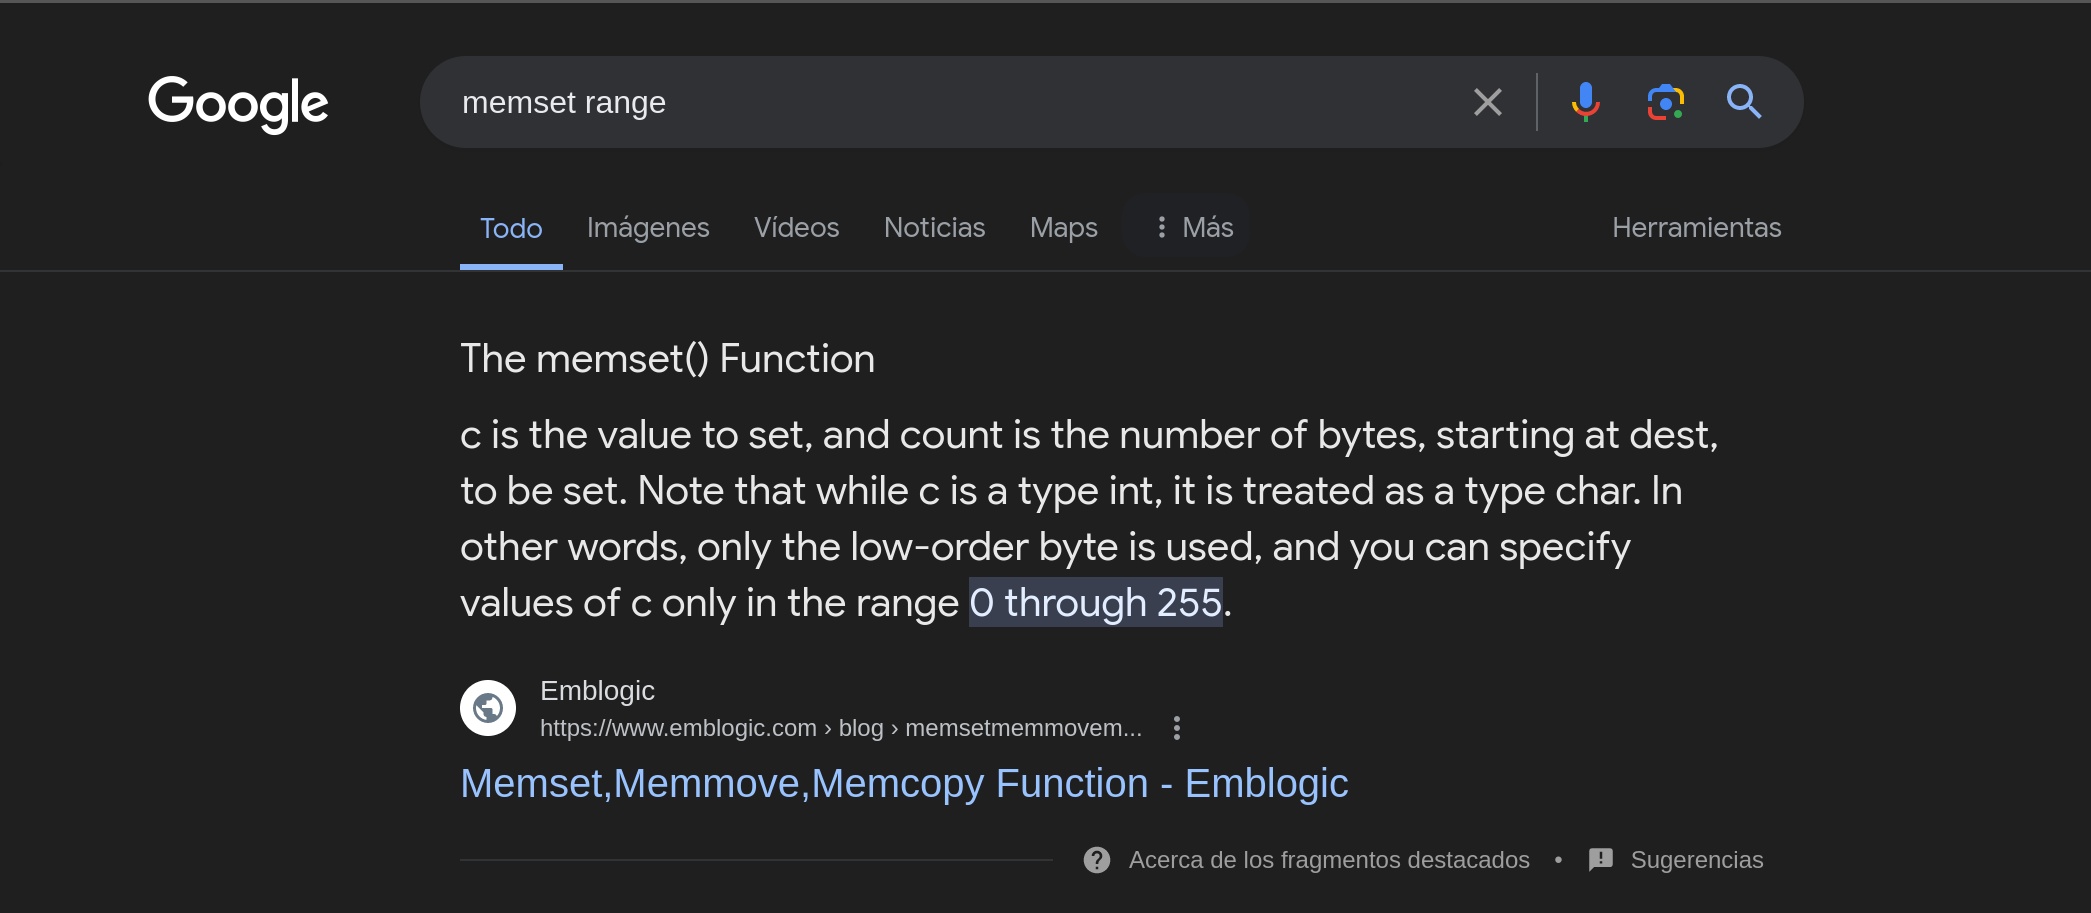 Google
memset range
Todo Imágenes Vídeos Noticias Maps Más Herramientas
The memset() Function
c is the value to set, and count is the number of bytes, starting at dest,
to be set. Note that while c is a type int, it is treated as a type char. In
other words, only the low-order byte is used, and you can specify
values of c only in the range 0 through 255.
Emblogic
https://www.emblogic.com › blog › memsetmemmovem...
Memset,Memmove,Memcopy Function - Emblogic
Acerca de los fragmentos destacados • Sugerencias